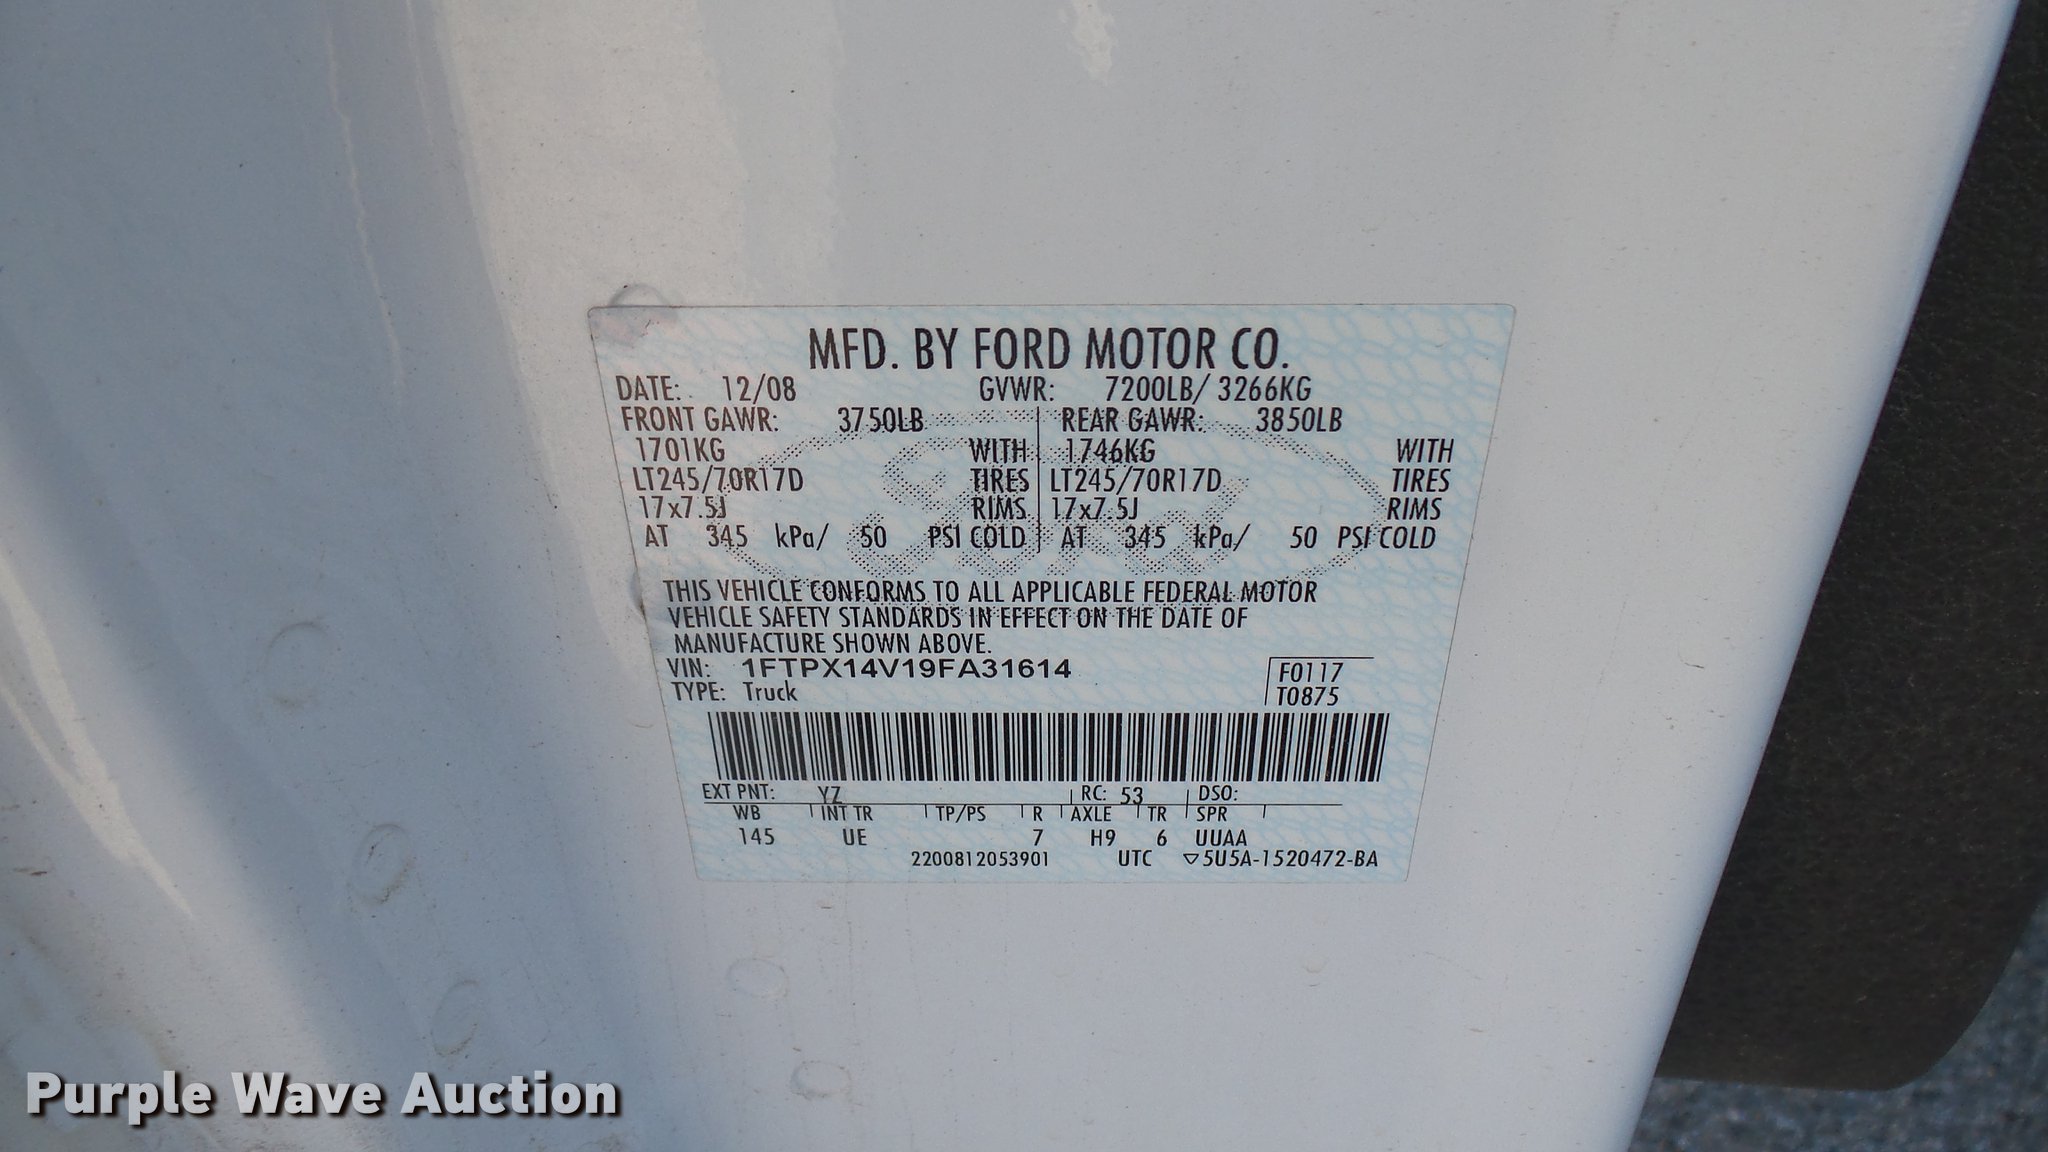 MFD. BY FORD MOTOR CO.
DATE: 12/08 GVWR: 7200LB/ 3266KG
FRONT GAWR: 3750LB REAR GAWR: 3850LB
1701KG WITH 1746KG WITH
LT245/70R17D TIRES LT245/70R17D TIRES
17x7.5J RIMS 17x7.5J RIMS
AT 345 kPa/ 50 PSI COLD AT 345 kPa/ 50 PSI COLD
THIS VEHICLE CONFORMS TO ALL APPLICABLE FEDERAL MOTOR
VEHICLE SAFETY STANDARDS IN EFFECT ON THE DATE OF
MANUFACTURE SHOWN ABOVE.
VIN: 1FTPX14V19FA31614 F0117
TYPE: Truck T0875
EXT PNT: YZ RC: 53 DSO:
WB INT TR TP/PS R AXLE TR SPR
145 UE 7 H9 6 UUAA
2200812053901 UTC ▽5U5A-1520472-BA
Purple Wave Auction